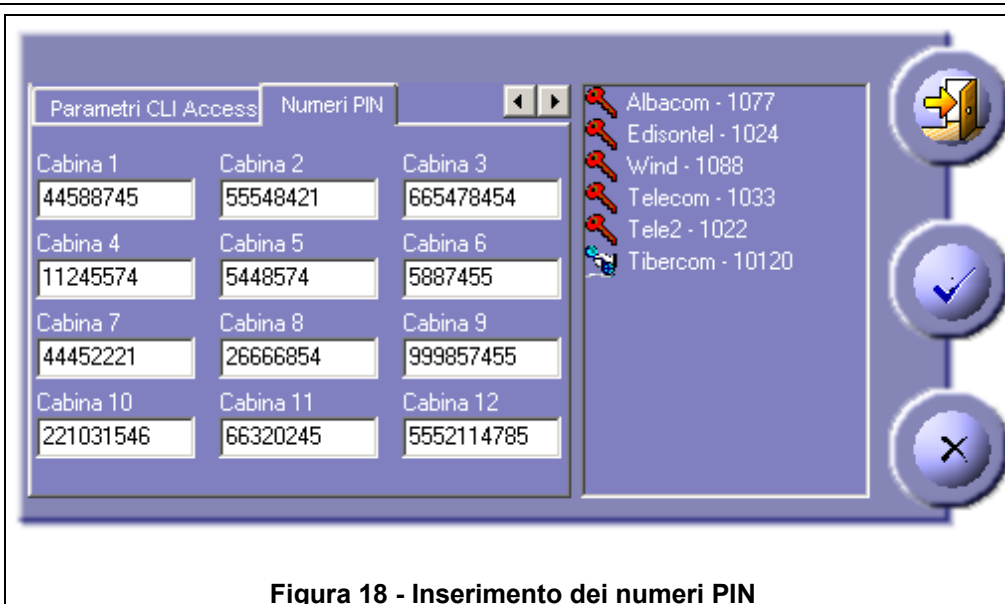 Parametri CLI Access
Numeri PIN
Cabina 1 Cabina 2 Cabina 3
44588745 55548421 665478454
Cabina 4 Cabina 5 Cabina 6
11245574 5448574 5887455
Cabina 7 Cabina 8 Cabina 9
44452221 26666854 999857455
Cabina 10 Cabina 11 Cabina 12
221031546 66320245 5552114785
Albacom - 1077
Edisontel - 1024
Wind - 1088
Telecom - 1033
Tele2 - 1022
Tibercom - 10120
Figura 18 - Inserimento dei numeri PIN